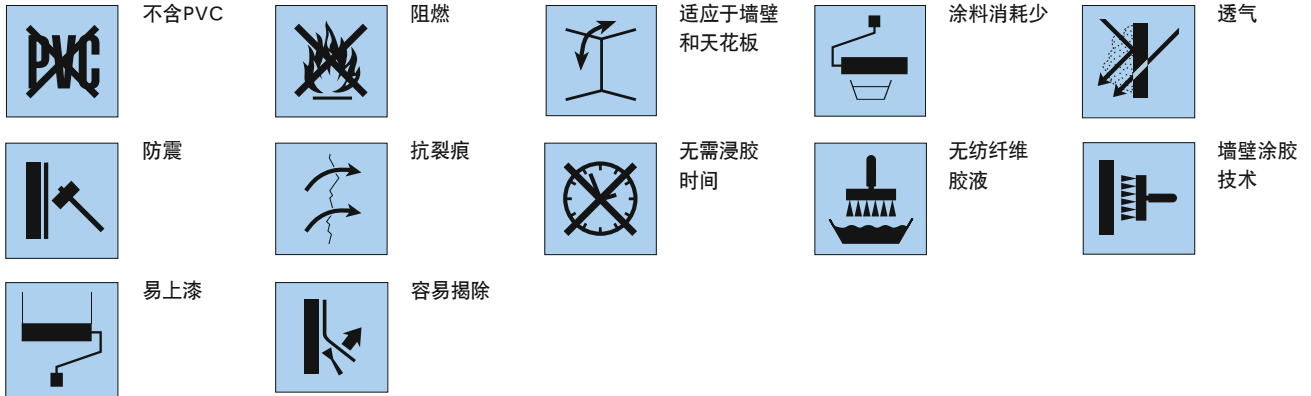 PVC
不含PVC
阻燃
适应于墙壁
和天花板
涂料消耗少
透气
防震
抗裂痕
无需浸胶
时间
无纺纤维
胶液
墙壁涂胶
技术
易上漆
容易揭除